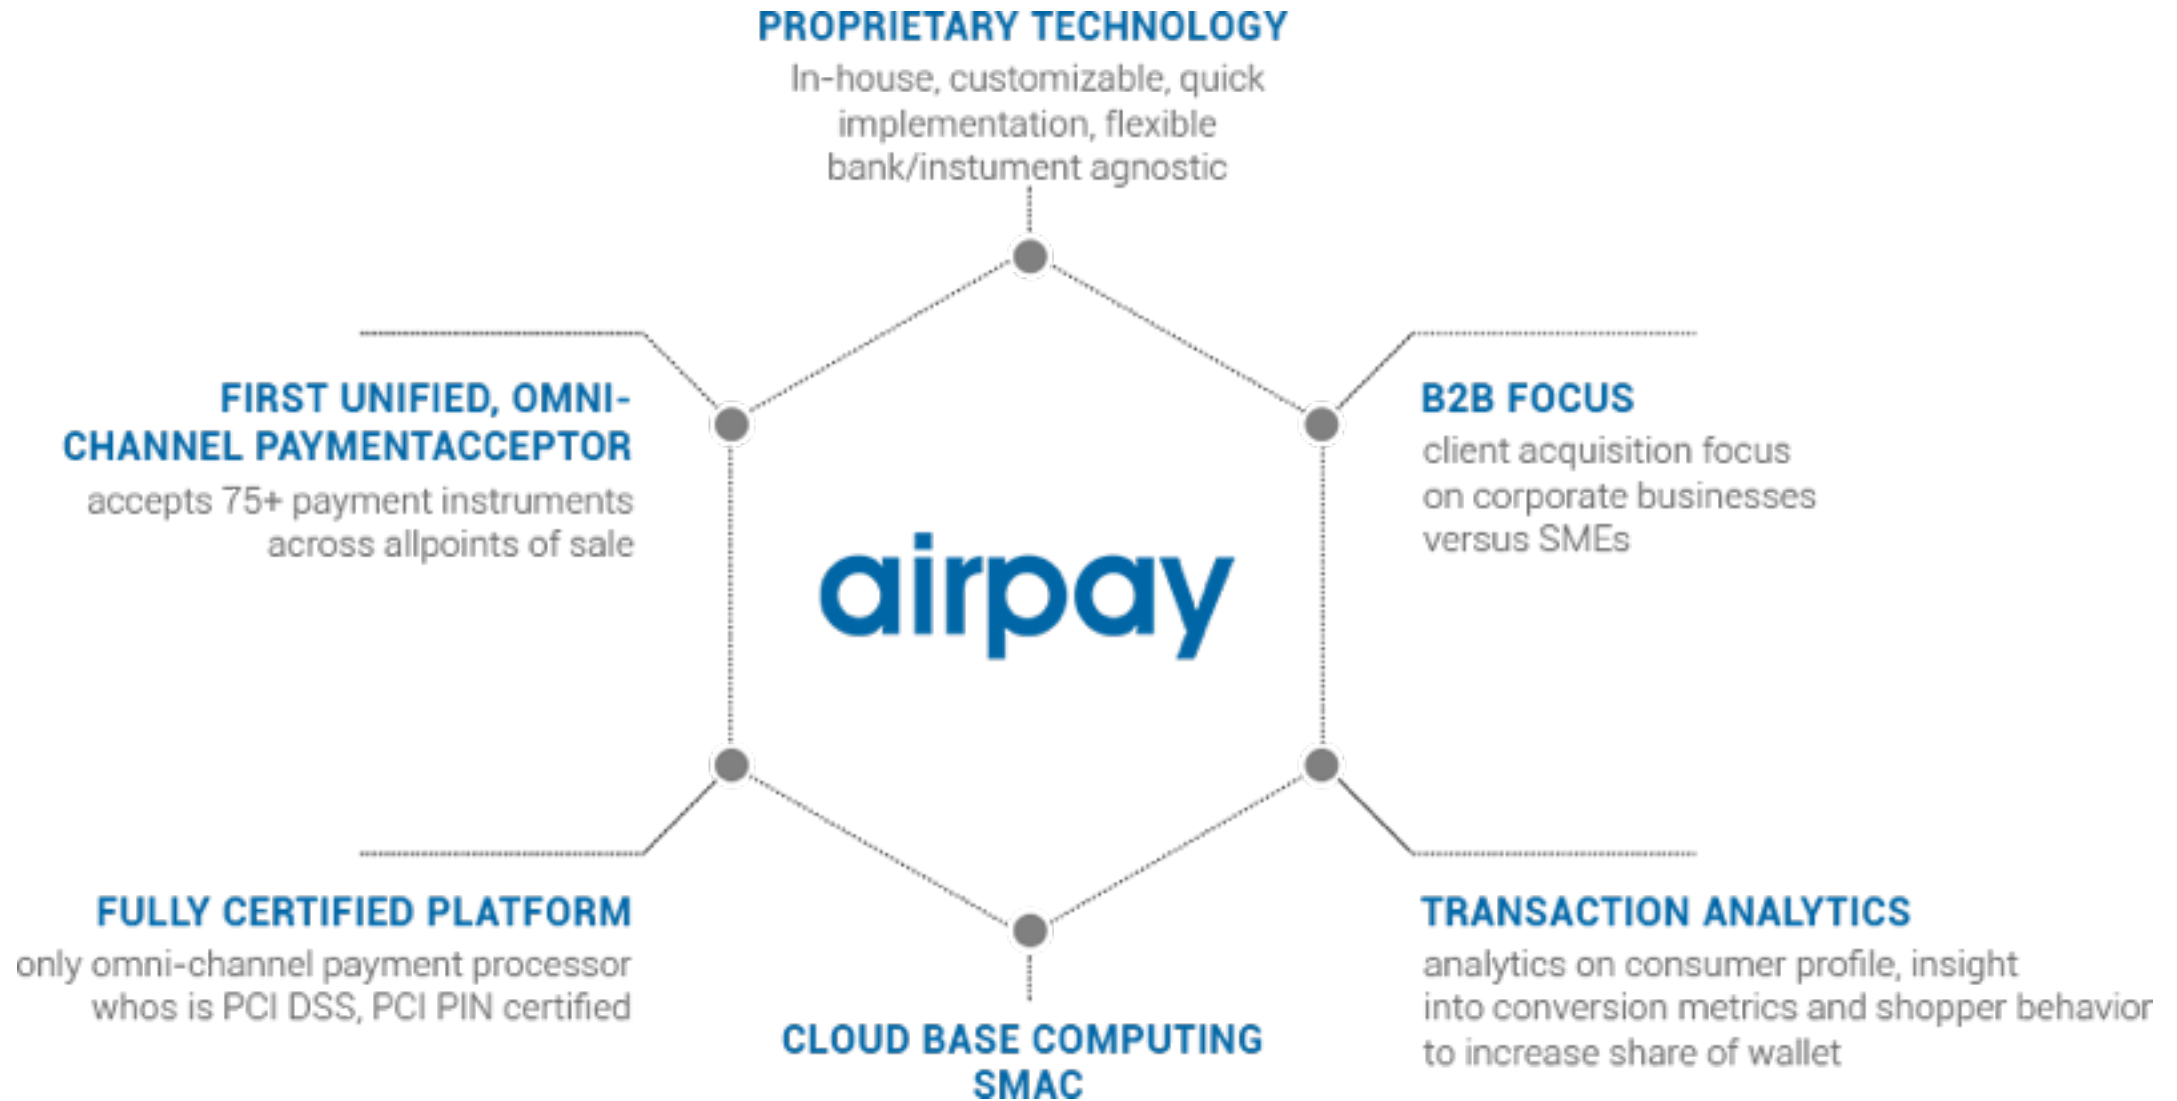 PROPRIETARY TECHNOLOGY
In-house, customizable, quick
implementation, flexible
bank/instument agnostic
FIRST UNIFIED, OMNI-
CHANNEL PAYMENTACCEPTOR
accepts 75+ payment instruments
across allpoints of sale
B2B FOCUS
client acquisition focus
on corporate businesses
versus SMEs
airpay
FULLY CERTIFIED PLATFORM
only omni-channel payment processor
whos is PCI DSS, PCI PIN certified
CLOUD BASE COMPUTING
SMAC
TRANSACTION ANALYTICS
analytics on consumer profile, insight
into conversion metrics and shopper behavior
to increase share of wallet